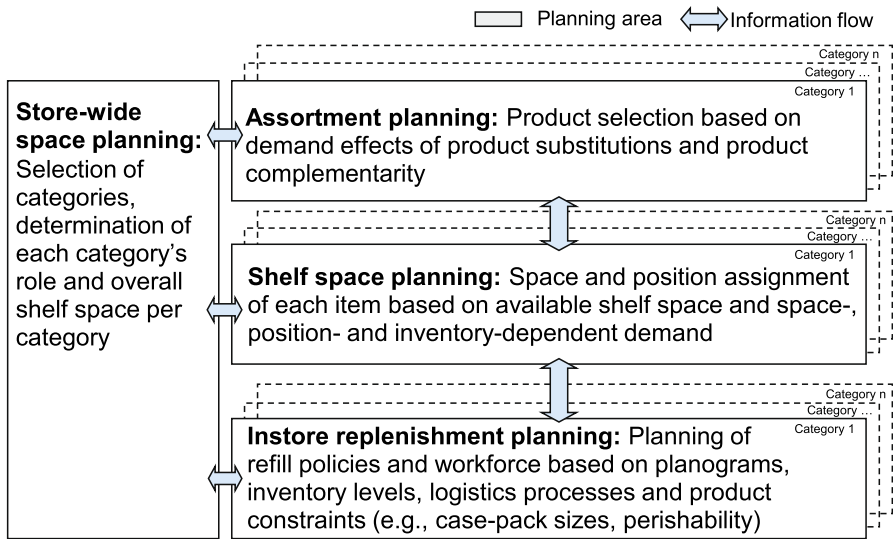 Planning area
Information flow
Store-wide
space planning:
Selection of
categories,
determination of
each category's
role and overall
shelf space per
category
Category n
Category ...
Category 1
Assortment planning: Product selection based on
demand effects of product substitutions and product
complementarity
Category n
Category ...
Category 1
Shelf space planning: Space and position assignment
of each item based on available shelf space and space-,
position- and inventory-dependent demand
Category n
Category ...
Category 1
Instore replenishment planning: Planning of
refill policies and workforce based on planograms,
inventory levels, logistics processes and product
constraints (e.g., case-pack sizes, perishability)